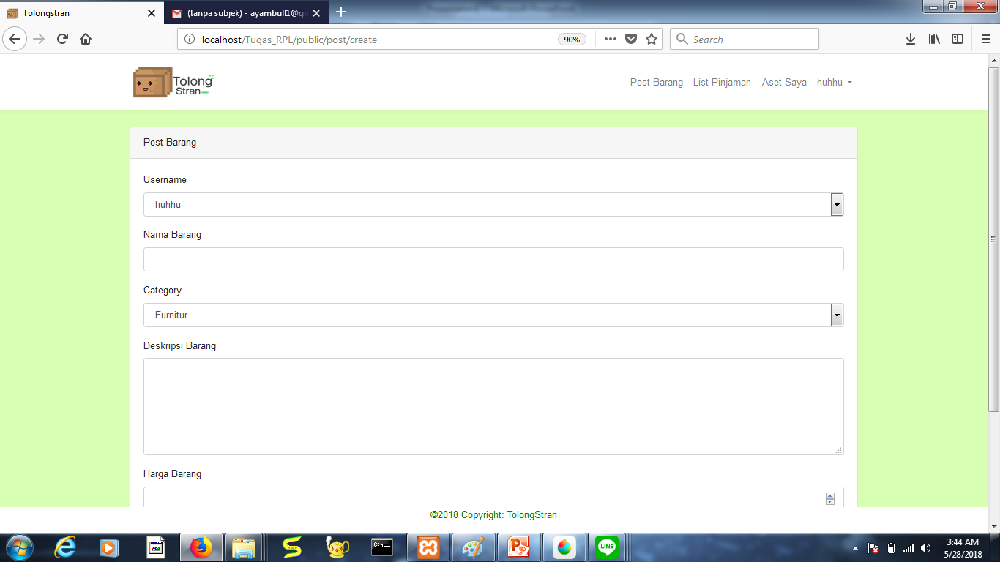 Tolongstran
(tanpa subjek) - ayambull1@gm
localhost/Tugas_RPL/public/post/create
90%
Search
Tolong
Stran
Post Barang
List Pinjaman
Aset Saya
huhhu
Post Barang
Username
huhhu
Nama Barang
Category
Furnitur
Deskripsi Barang
Harga Barang
©2018 Copyright: TolongStran
C:\_
LINE
3:44 AM
5/28/2018